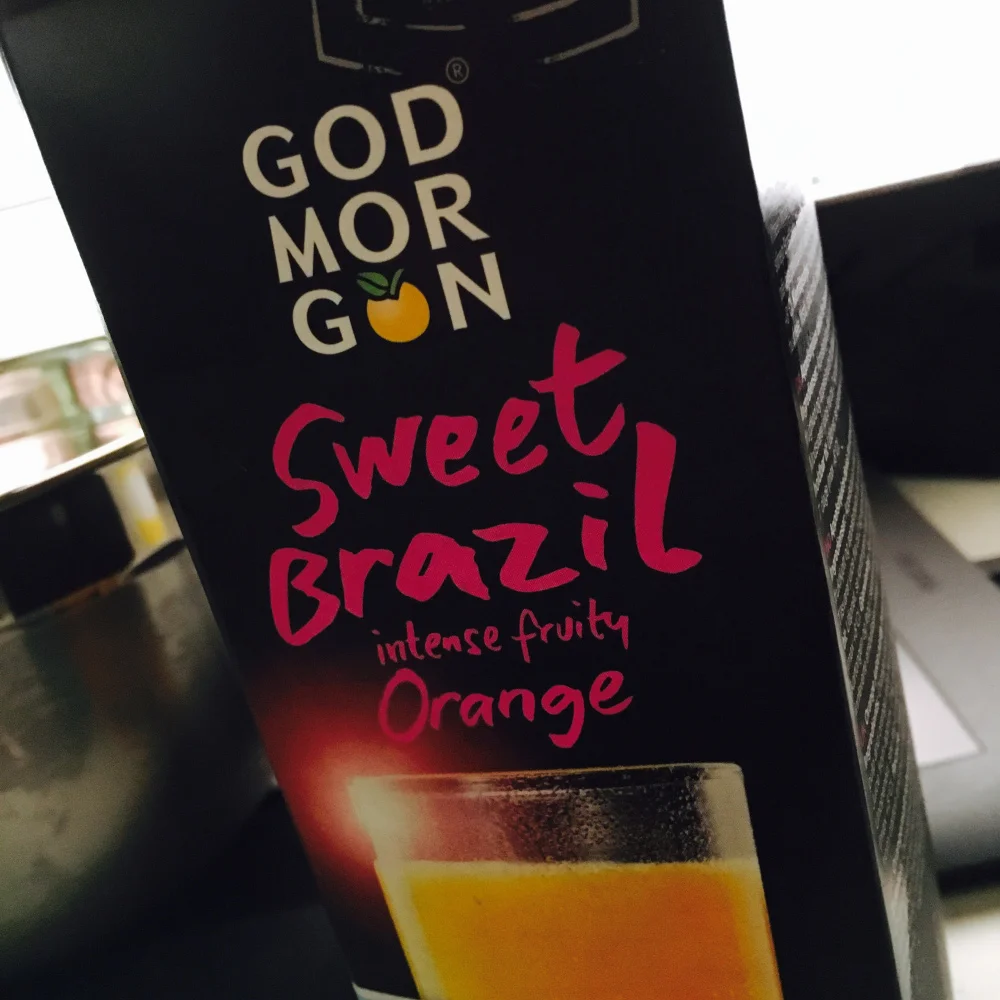 ®
GOD
MOR
GON
Sweet
Brazil
intense fruity
Orange